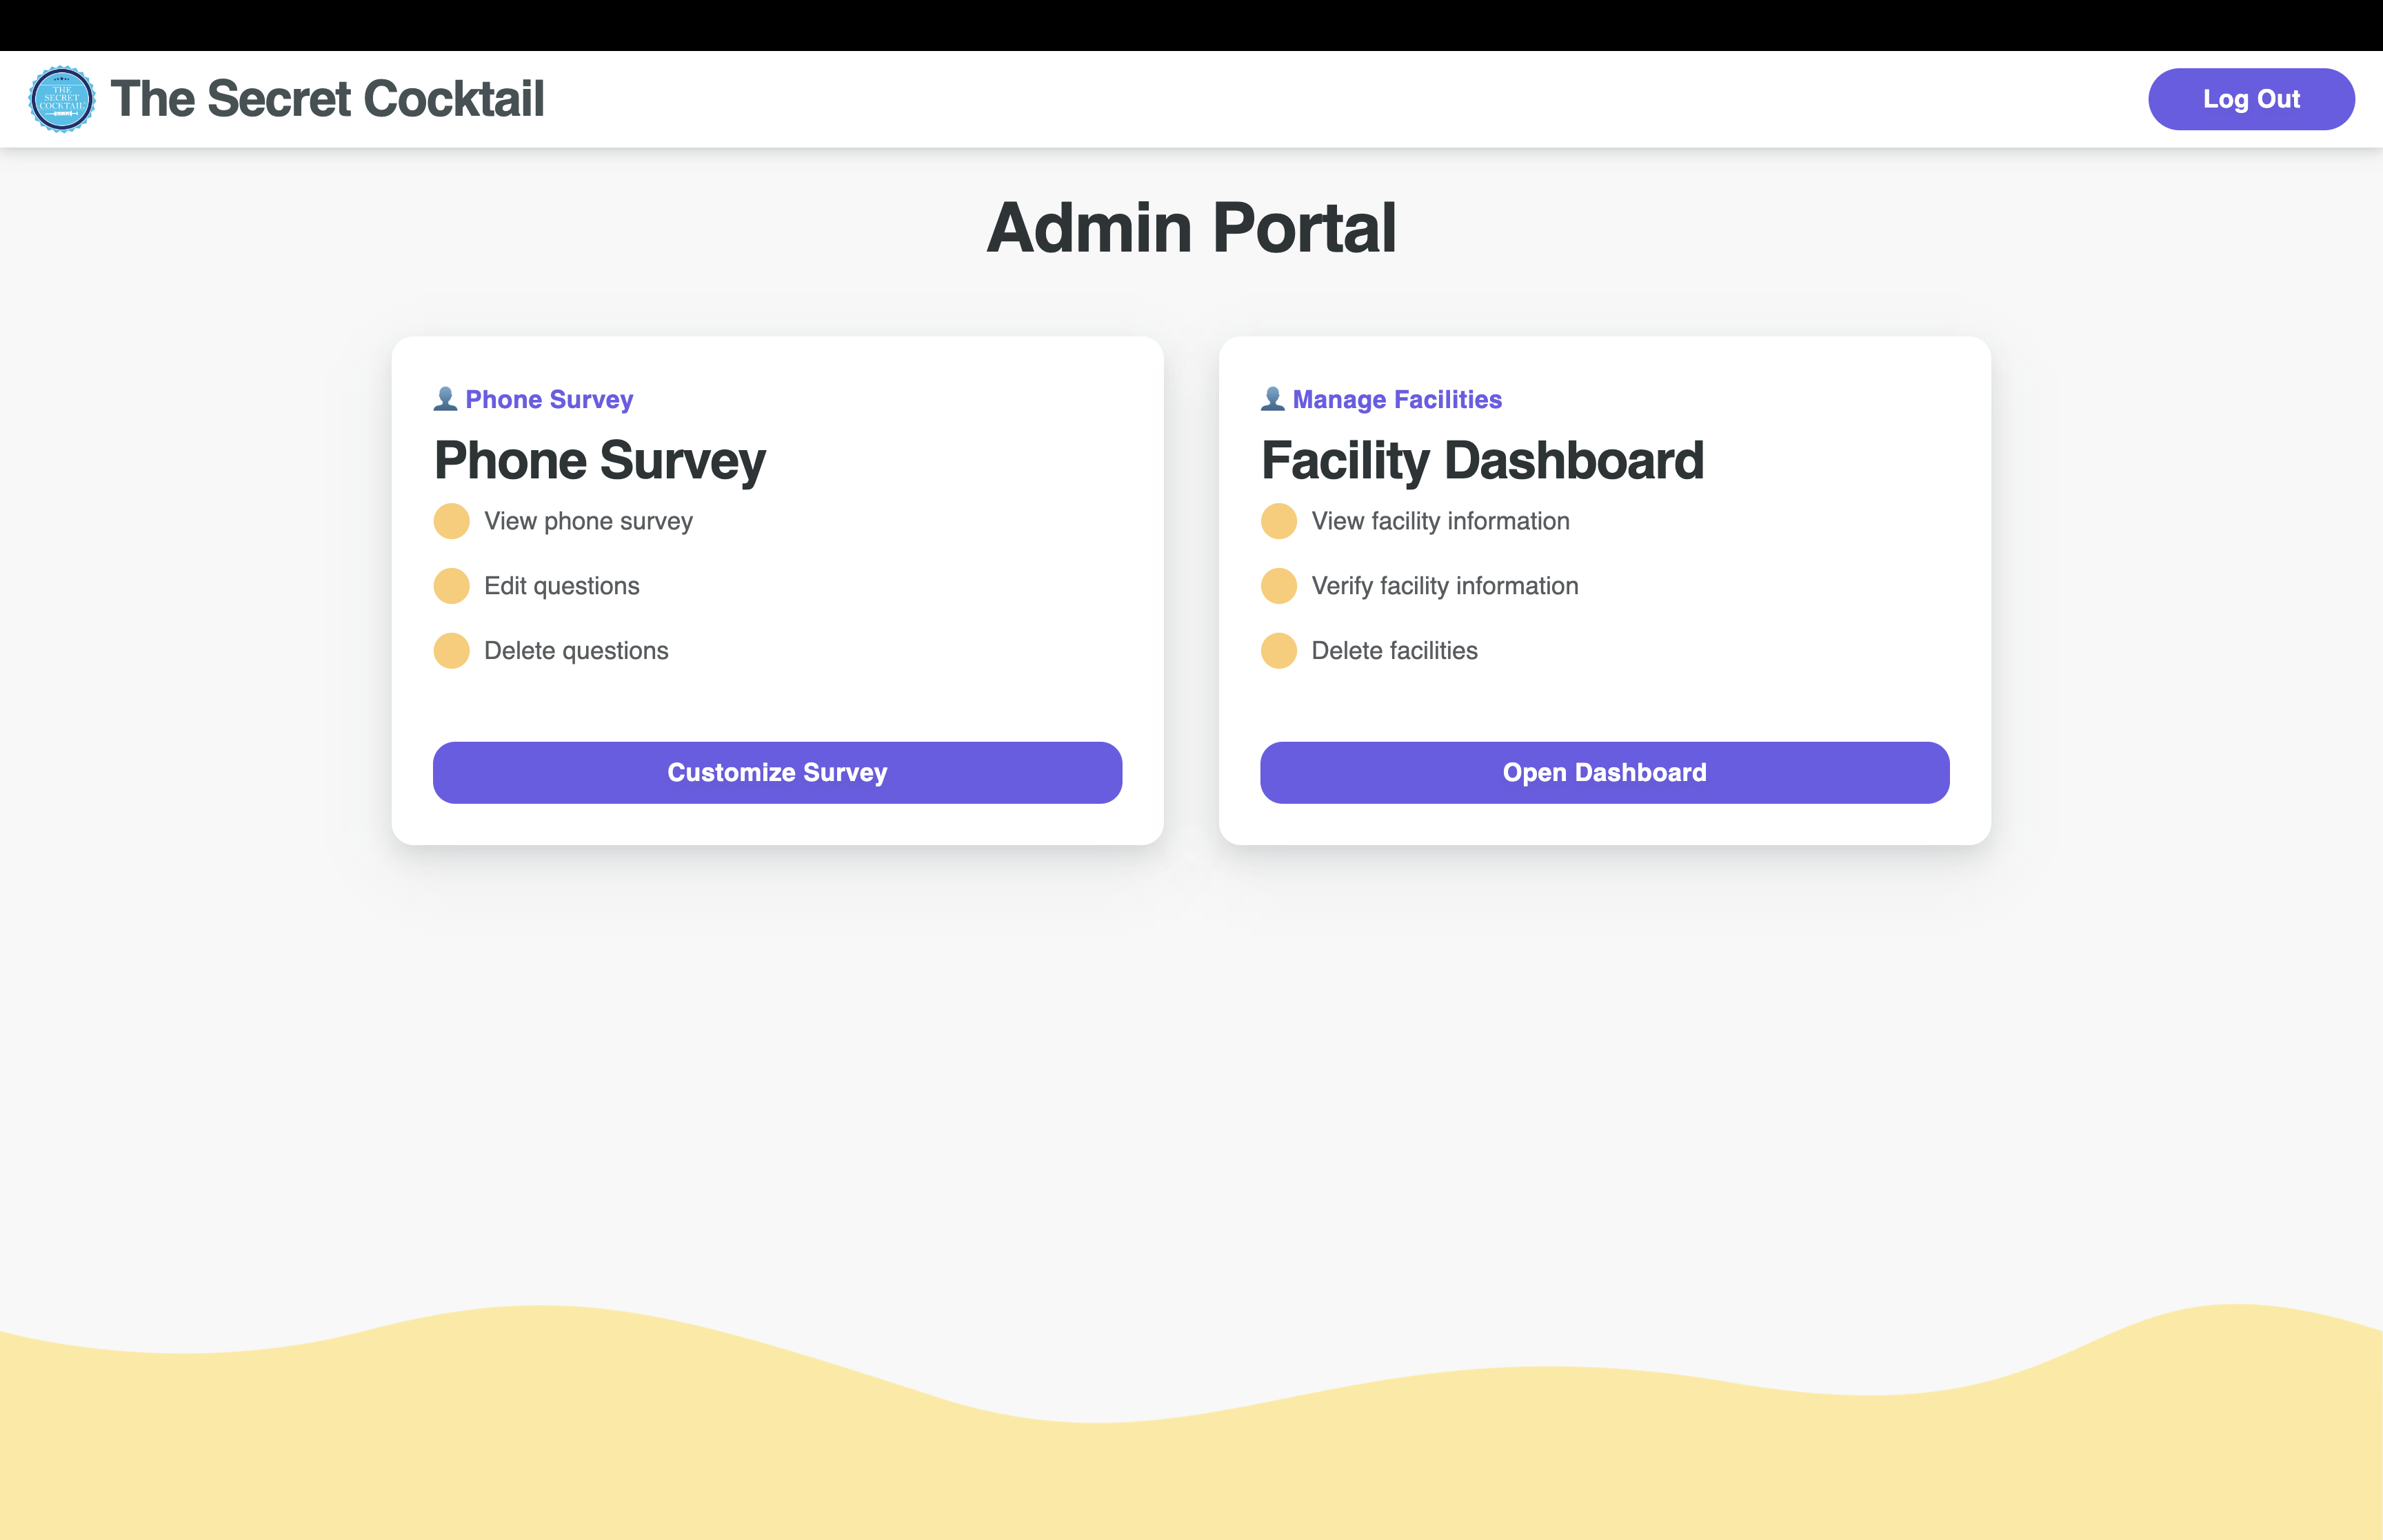 THE
SECRET
COCKTAIL
The Secret Cocktail
Log Out
Admin Portal
Phone Survey
Phone Survey
View phone survey
Edit questions
Delete questions
Customize Survey
Manage Facilities
Facility Dashboard
View facility information
Verify facility information
Delete facilities
Open Dashboard